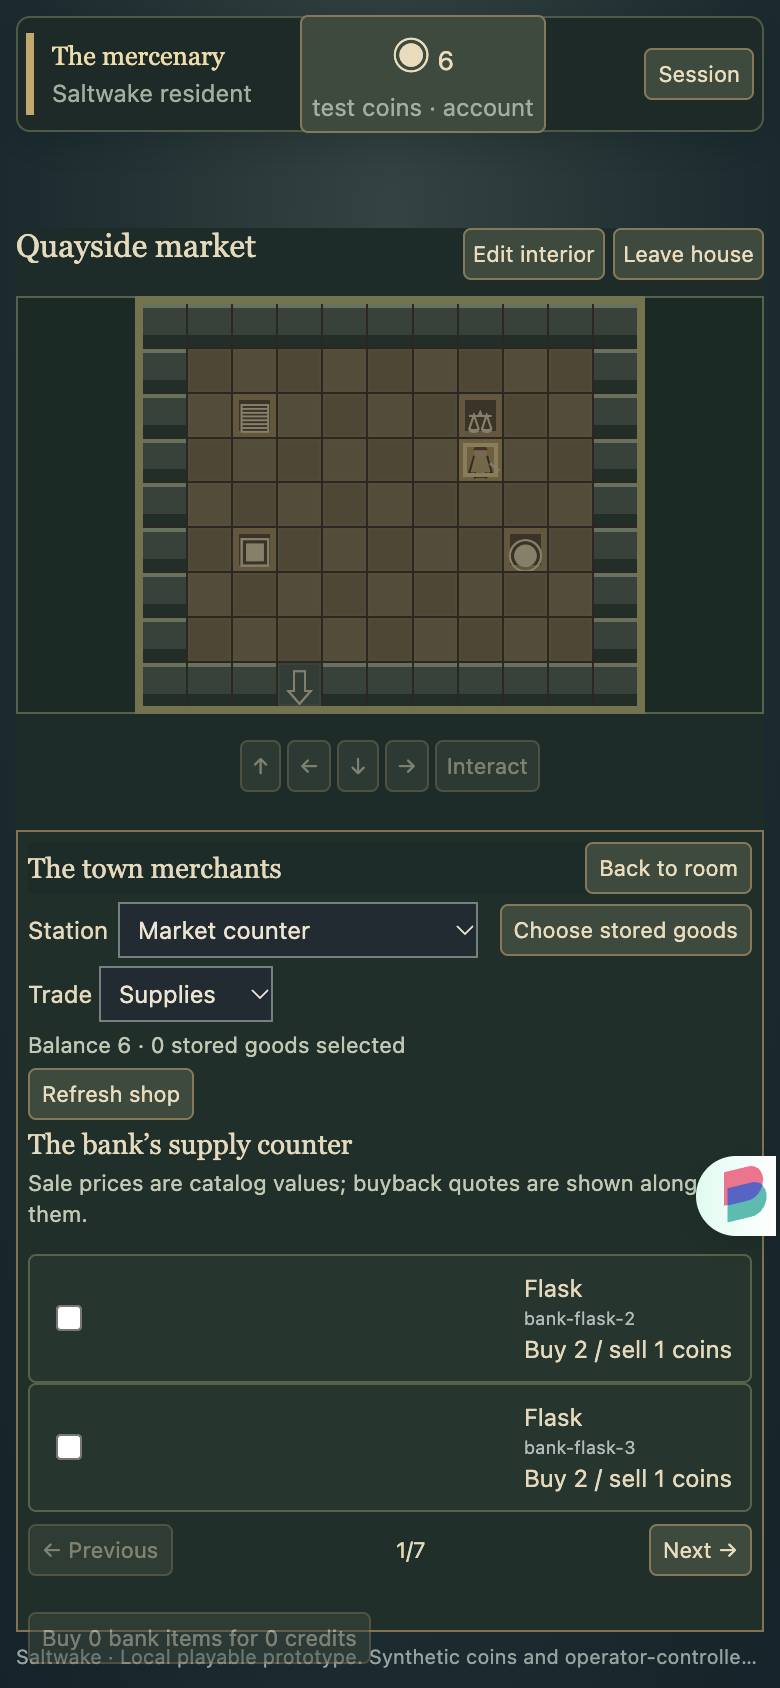 The mercenary
Saltwake resident
6
test coins · account
Session
Quayside market
Edit interior
Leave house
↑ ← ↓ → Interact
The town merchants
Back to room
Station Market counter
Choose stored goods
Trade Supplies
Balance 6 · 0 stored goods selected
Refresh shop
The bank’s supply counter
Sale prices are catalog values; buyback quotes are shown along
them.
Flask
bank-flask-2
Buy 2 / sell 1 coins
Flask
bank-flask-3
Buy 2 / sell 1 coins
← Previous
1/7
Next →
Buy 0 bank items for 0 credits
Saltwake · Local playable prototype. Synthetic coins and operator-controlle...